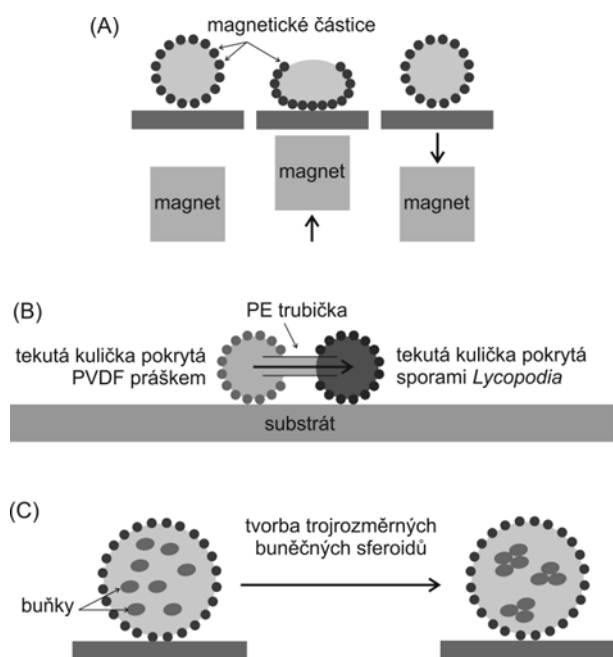 (A)
magnetické částice
magnet
magnet
magnet
(B)
PE trubička
tekutá kulička pokrytá
PVDF práškem
tekutá kulička pokrytá
sporami Lycopodia
substrát
(C)
tvorba trojrozměrných
buněčných sferoidů
buňky